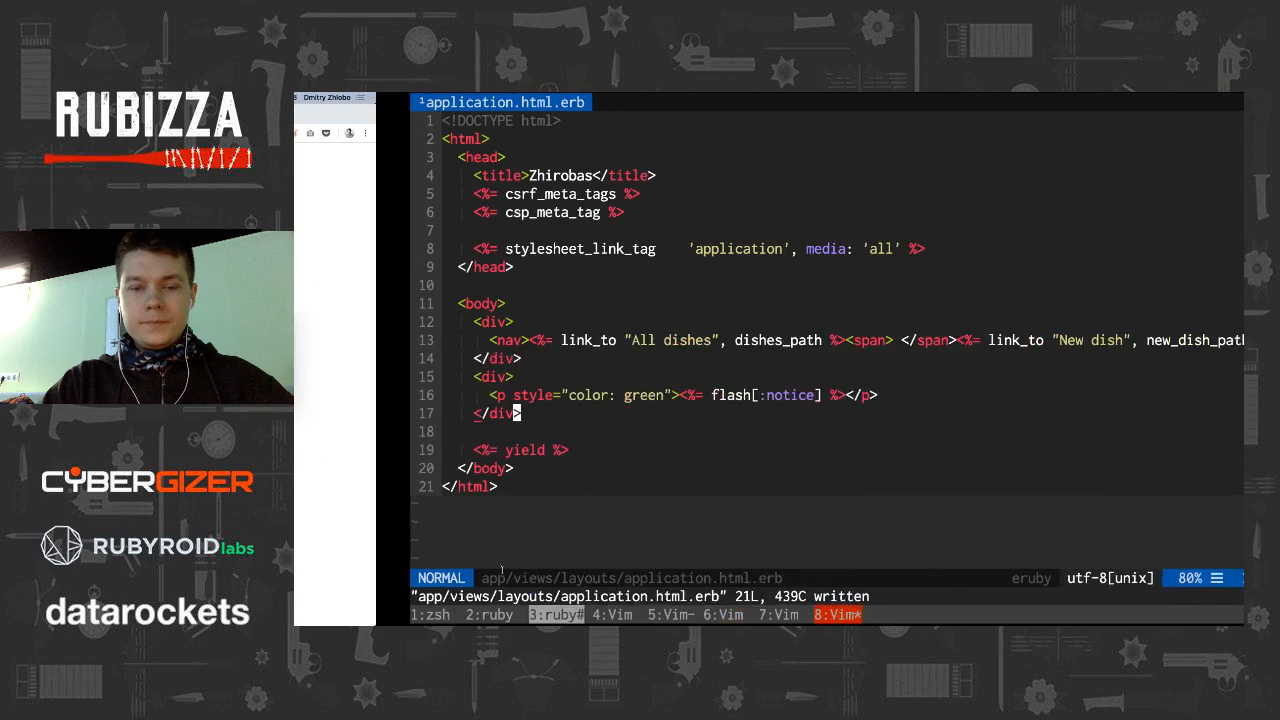 RUBIZZA
Dmitry Zhlobo
¹application.html.erb
1 <!DOCTYPE html>
2 <html>
3 <head>
4 <title>Zhirobas</title>
5 <%= csrf_meta_tags %>
6 <%= csp_meta_tag %>
7
8 <%= stylesheet_link_tag    'application', media: 'all' %>
9 </head>
10
11 <body>
12 <div>
13 <nav><%= link_to "All dishes", dishes_path %><span> </span><%= link_to "New dish", new_dish_pat
14 </div>
15 <div>
16 <p style="color: green"><%= flash[:notice] %></p>
17 </div>
18
19 <%= yield %>
20 </body>
21 </html>
~
~
~
NORMAL app/views/layouts/application.html.erb eruby utf-8[unix] 80% ☰
"app/views/layouts/application.html.erb" 21L, 439C written
1:zsh 2:ruby 3:ruby# 4:Vim 5:Vim- 6:Vim 7:Vim 8:Vim*
CYBERGIZER
RUBYROID labs
datarockets